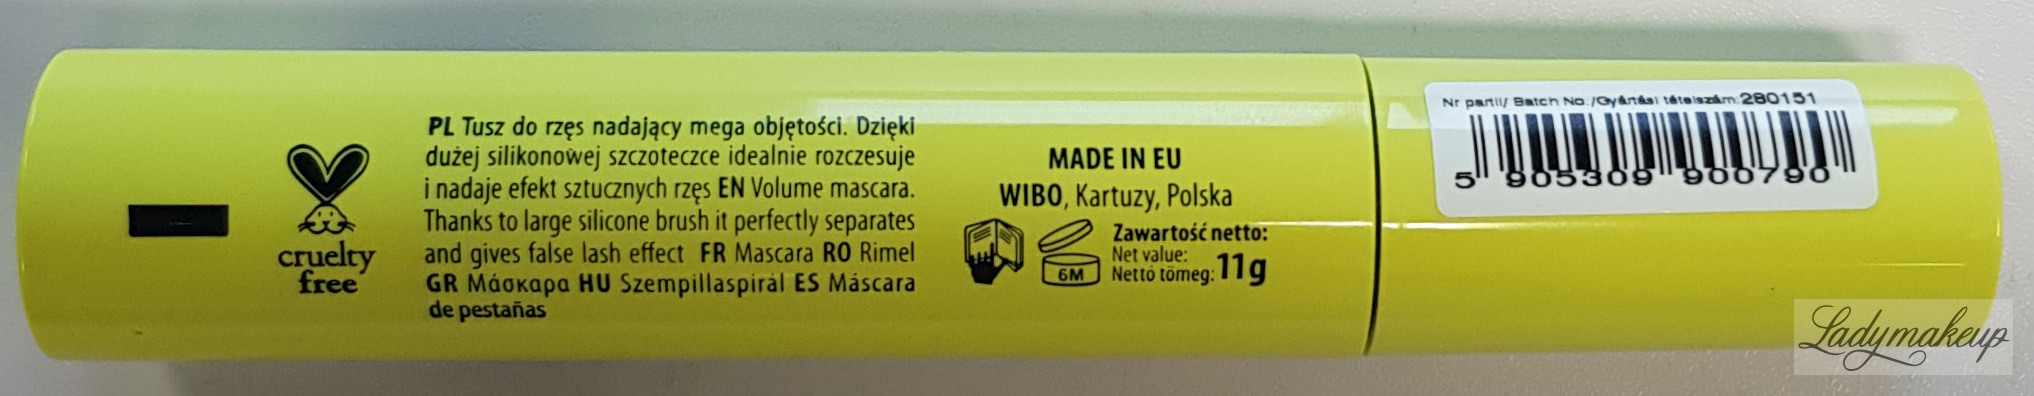 cruelty
free
PL Tusz do rzęs nadający mega objętości. Dzięki
dużej silikonowej szczoteczce idealnie rozczesuje
i nadaje efekt sztucznych rzęs EN Volume mascara.
Thanks to large silicone brush it perfectly separates
and gives false lash effect FR Mascara RO Rimel
GR Μάσκαρα HU Szempillaspirál ES Máscara
de pestañas
MADE IN EU
WIBO, Kartuzy, Polska
6M
Zawartość netto:
Net value:
Nettó tömeg: 11g
Nr partii/ Batch No./Gyártási tételszám:280151
5 905309 900790
Ladymakeup